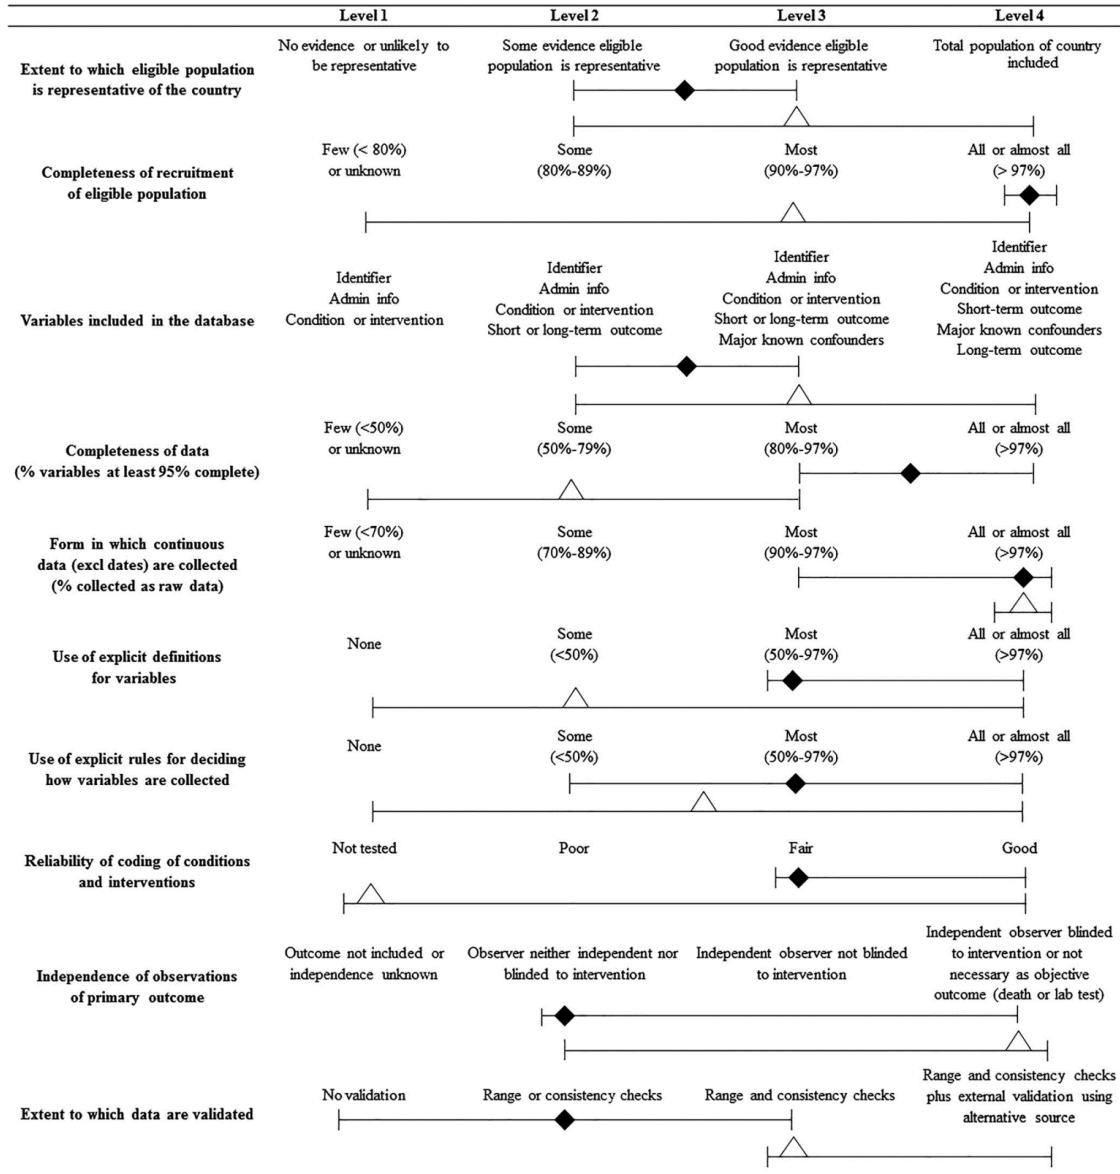 Level 1 Level 2 Level 3 Level 4
Extent to which eligible population
is representative of the country
No evidence or unlikely to
be representative
Some evidence eligible
population is representative
Good evidence eligible
population is representative
Total population of country
included
Completeness of recruitment
of eligible population
Few (< 80%)
or unknown
Some
(80%-89%)
Most
(90%-97%)
All or almost all
(> 97%)
Variables included in the database
Identifier
Admin info
Condition or intervention
Identifier
Admin info
Condition or intervention
Short or long-term outcome
Identifier
Admin info
Condition or intervention
Short or long-term outcome
Major known confounders
Identifier
Admin info
Condition or intervention
Short-term outcome
Major known confounders
Long-term outcome
Completeness of data
(% variables at least 95% complete)
Few (<50%)
or unknown
Some
(50%-79%)
Most
(80%-97%)
All or almost all
(>97%)
Form in which continuous
data (excl dates) are collected
(% collected as raw data)
Few (<70%)
or unknown
Some
(70%-89%)
Most
(90%-97%)
All or almost all
(>97%)
Use of explicit definitions
for variables
None
Some
(<50%)
Most
(50%-97%)
All or almost all
(>97%)
Use of explicit rules for deciding
how variables are collected
None
Some
(<50%)
Most
(50%-97%)
All or almost all
(>97%)
Reliability of coding of conditions
and interventions
Not tested
Poor
Fair
Good
Independence of observations
of primary outcome
Outcome not included or
independence unknown
Observer neither independent nor
blinded to intervention
Independent observer not blinded
to intervention
Independent observer blinded
to intervention or not
necessary as objective
outcome (death or lab test)
Extent to which data are validated
No validation
Range or consistency checks
Range and consistency checks
Range and consistency checks
plus external validation using
alternative source